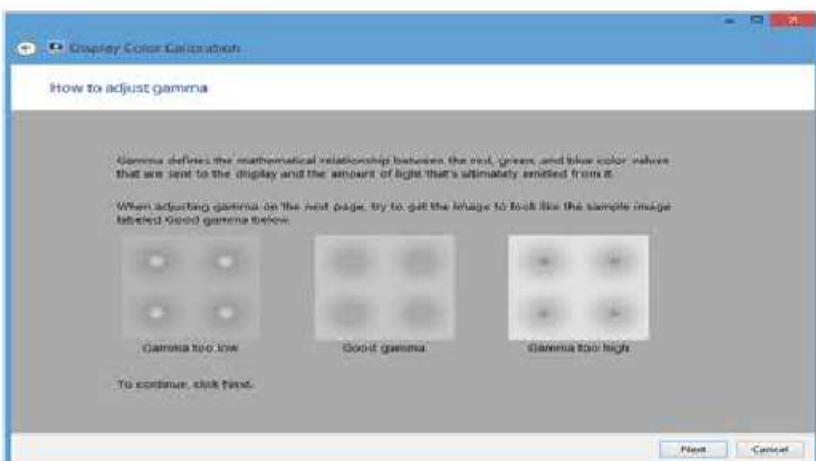 Display Color Calibration
How to adjust gamma
Gamma defines the mathematical relationship between the red, green, and blue color values
that are sent to the display and the amount of light that's ultimately emitted from it.
When adjusting gamma on the next page, try to get the image to look like the sample image
labeled Good gamma below.
Gamma too low Good gamma Gamma too high
To continue, click Next.
Next Cancel